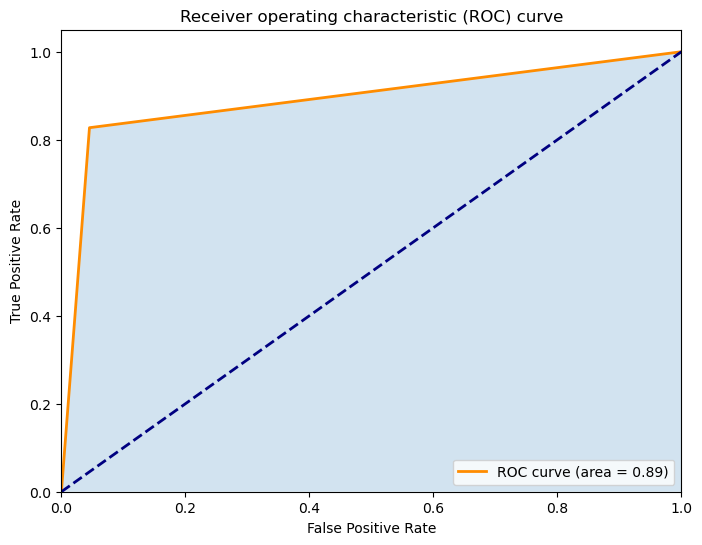 Receiver operating characteristic (ROC) curve
1.0
0.8
0.6
0.4
0.2
0.0
True Positive Rate
ROC curve (area = 0.89)
0.0 0.2 0.4 0.6 0.8 1.0
False Positive Rate